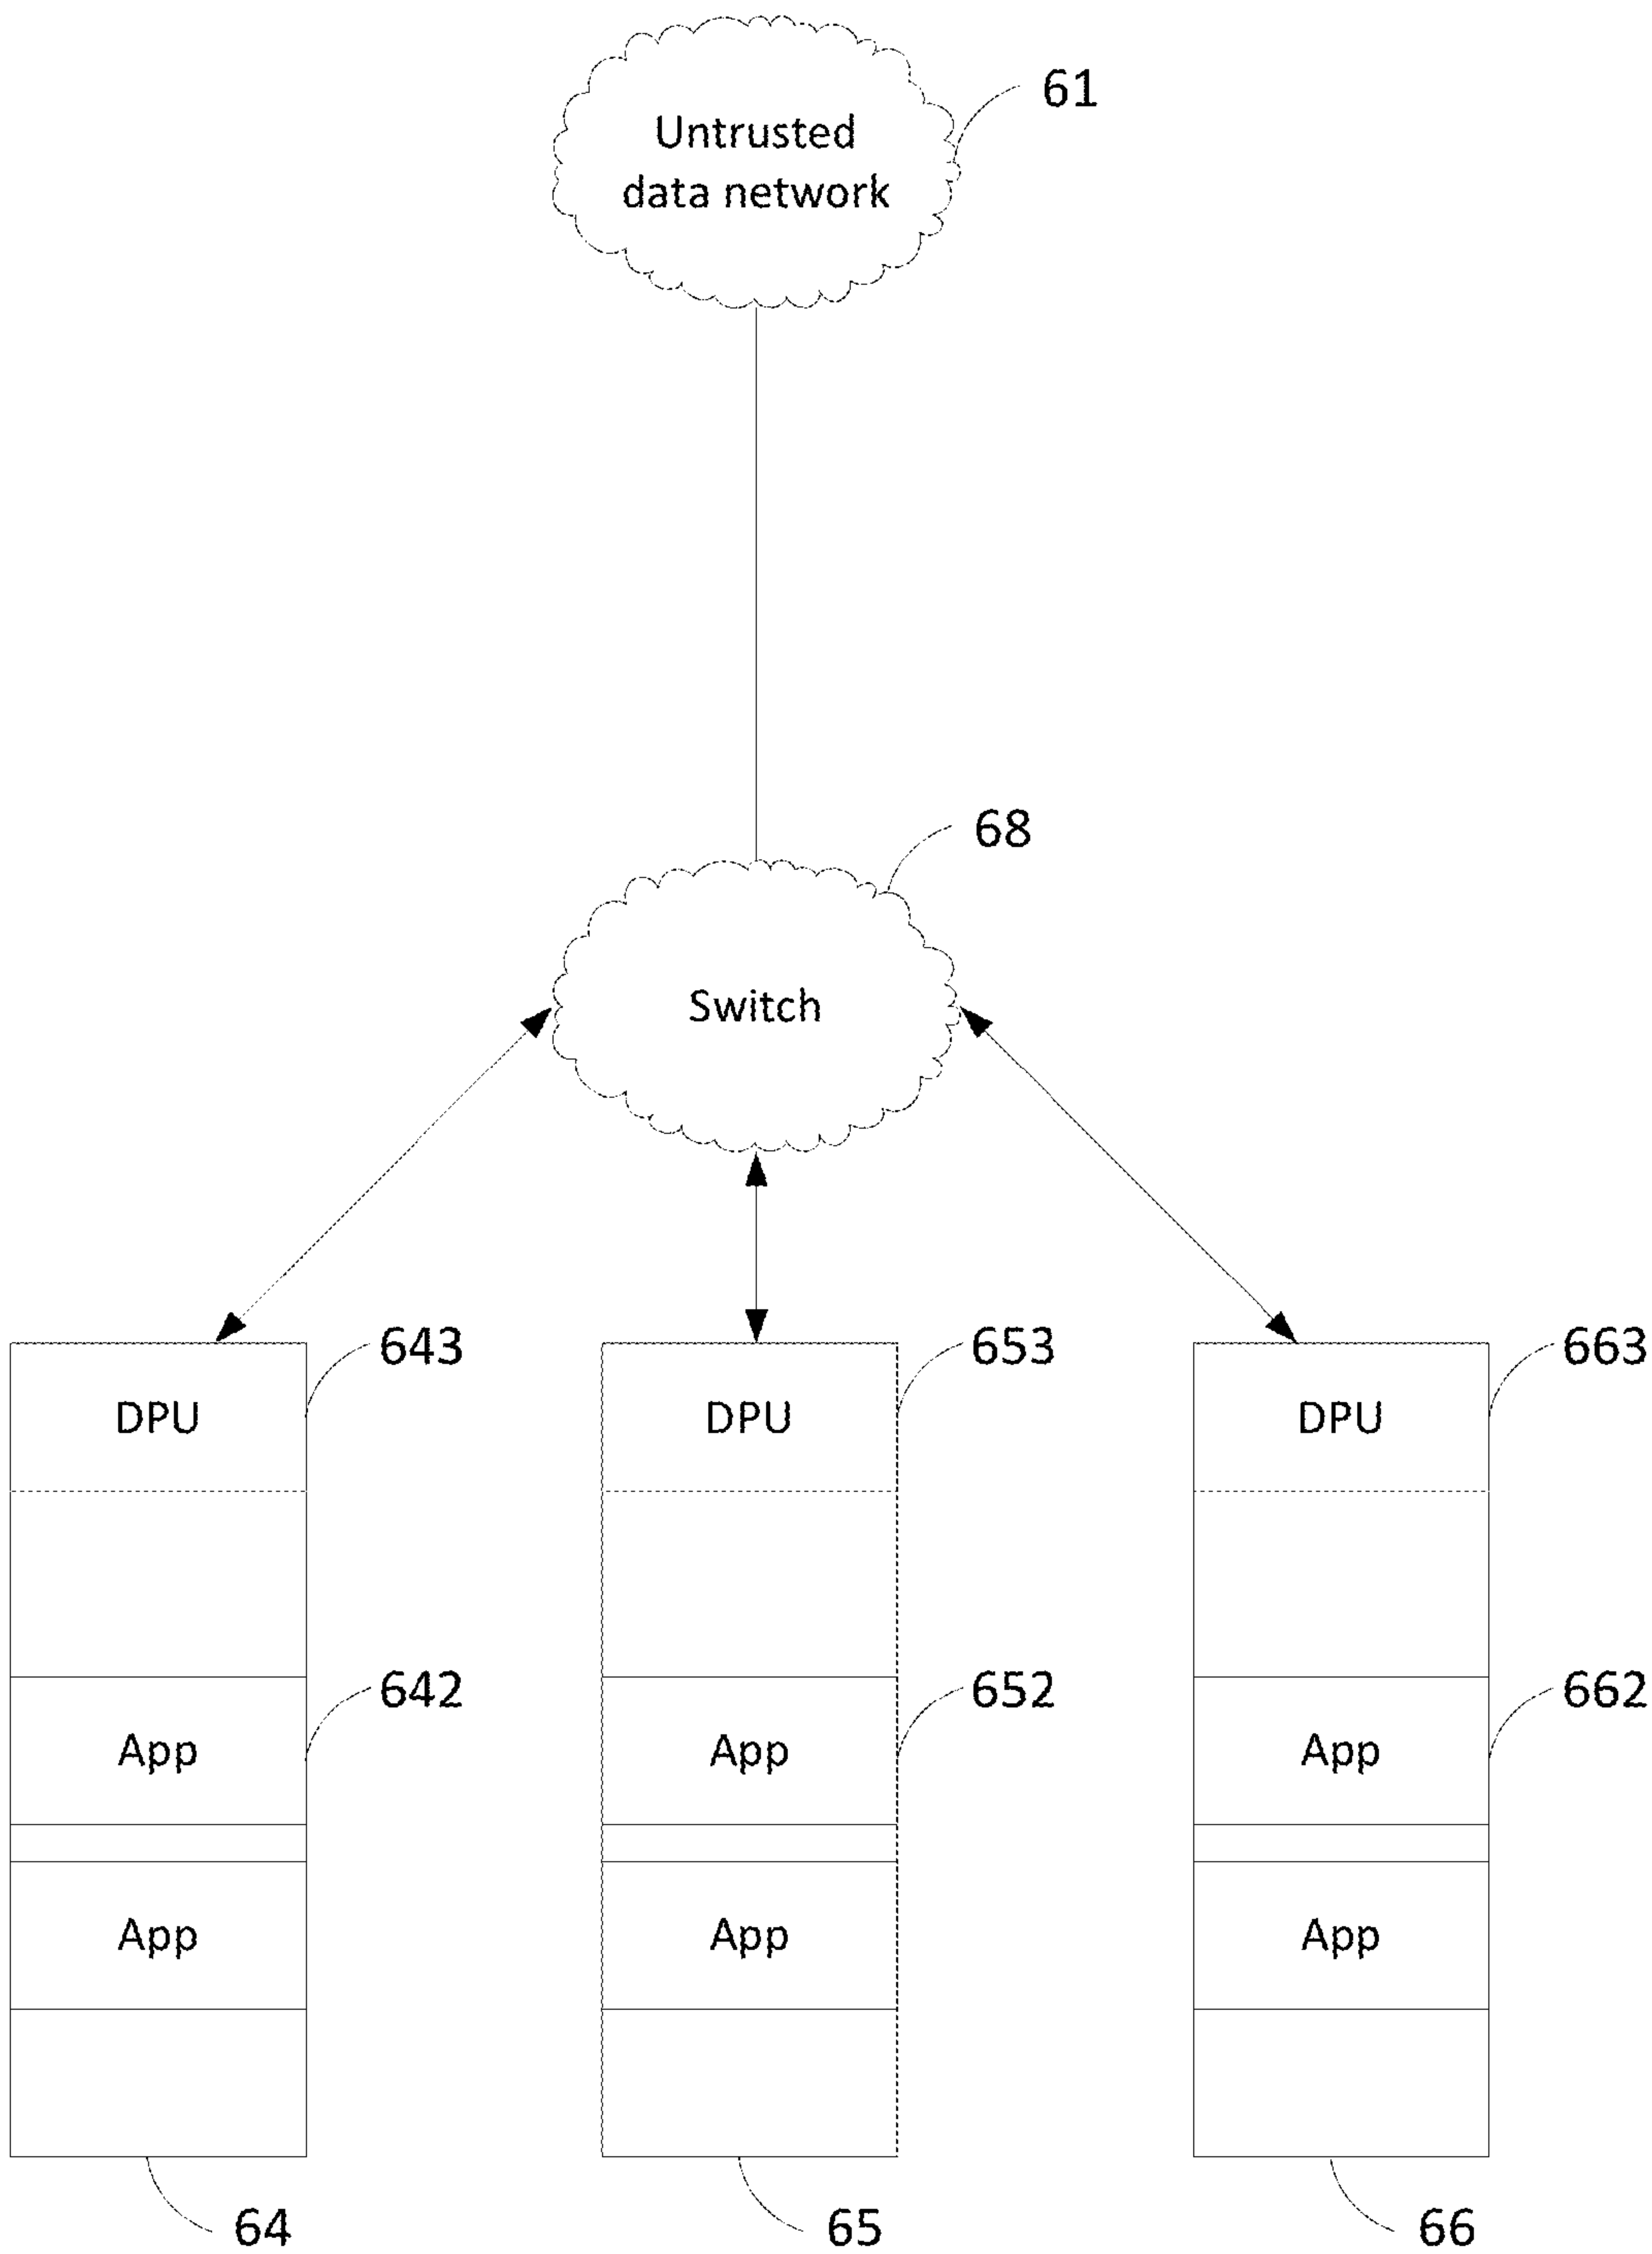 61
Untrusted
data network
68
Switch
643
653
663
DPU
DPU
DPU
642
652
662
App
App
App
App
App
App
64
65
66